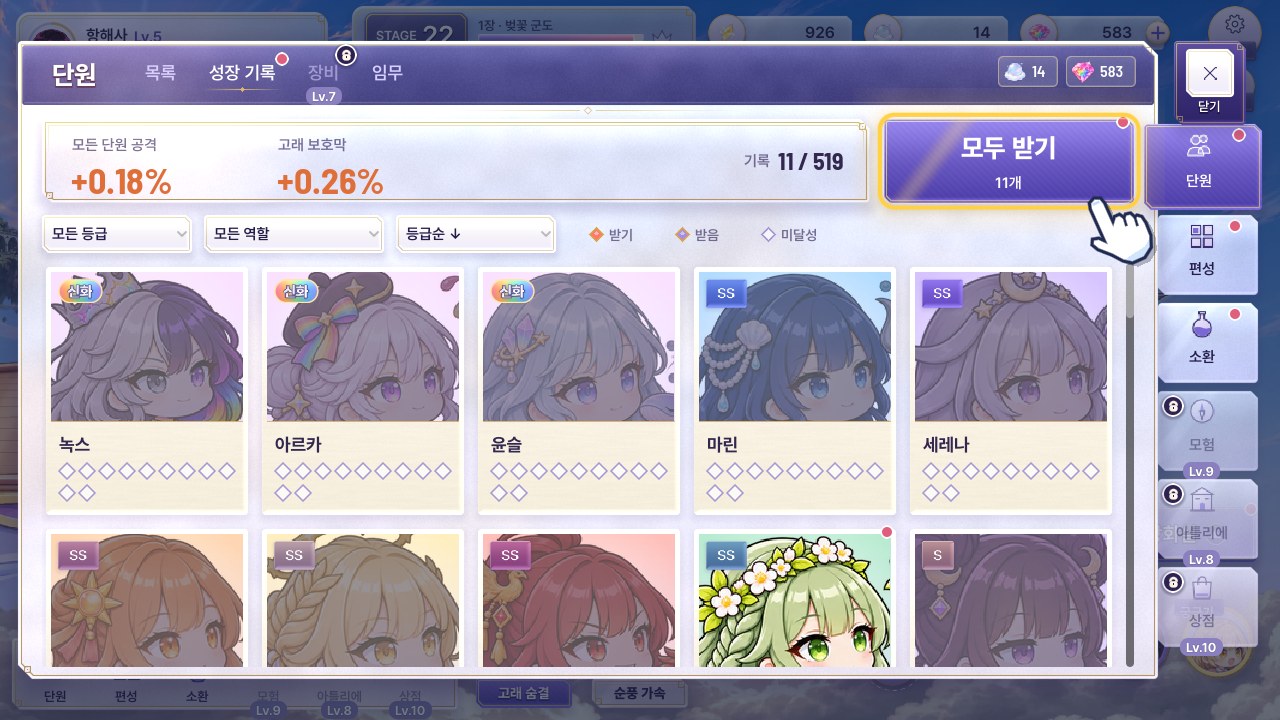 항해사 Lv.5
STAGE 22
1장 · 벚꽃 군도
926
14
583
단원
목록
성장 기록
장비
Lv.7
임무
14
583
닫기
모든 단원 공격
+0.18%
고래 보호막
+0.26%
기록 11 / 519
모두 받기
11개
단원
모든 등급
모든 역할
등급순 ↓
받기
받음
미달성
편성
소환
모험
Lv.9
아틀리에
Lv.8
상점
Lv.10
신화
녹스
신화
아르카
신화
윤슬
SS
마린
SS
세레나
SS
SS
SS
SS
S
단원
편성
소환
모험
Lv.9
아틀리에
Lv.8
상점
Lv.10
고래 숨결
순풍 가속